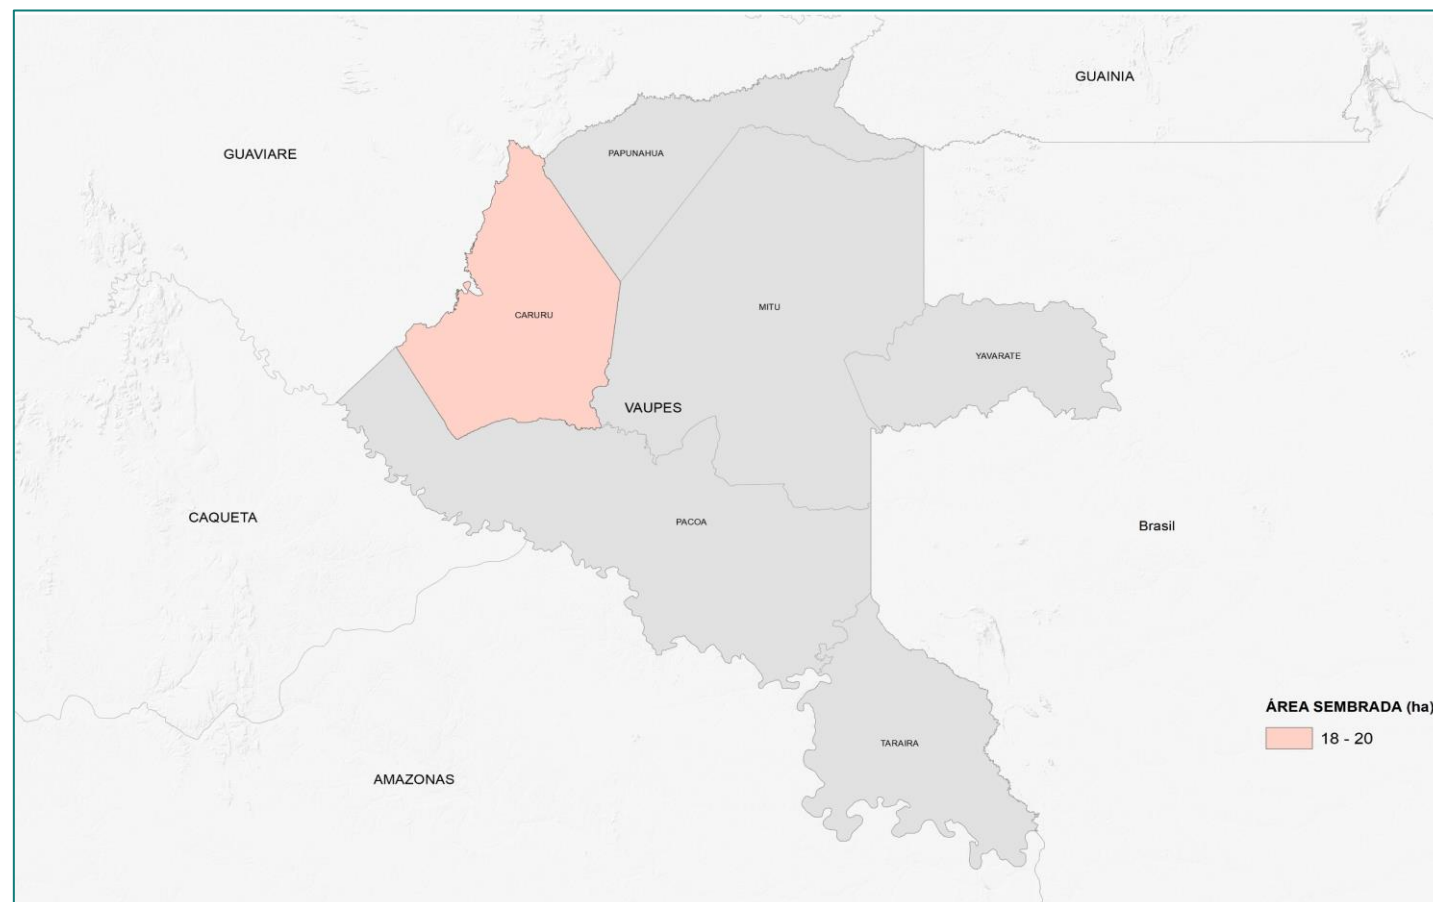 GUAINIA
GUAVIARE
PAPUNAHUA
CARURU
MITU
YAVARATE
VAUPES
CAQUETA
PACOA
Brasil
ÁREA SEMBRADA (ha)
18 - 20
TARAIRA
AMAZONAS